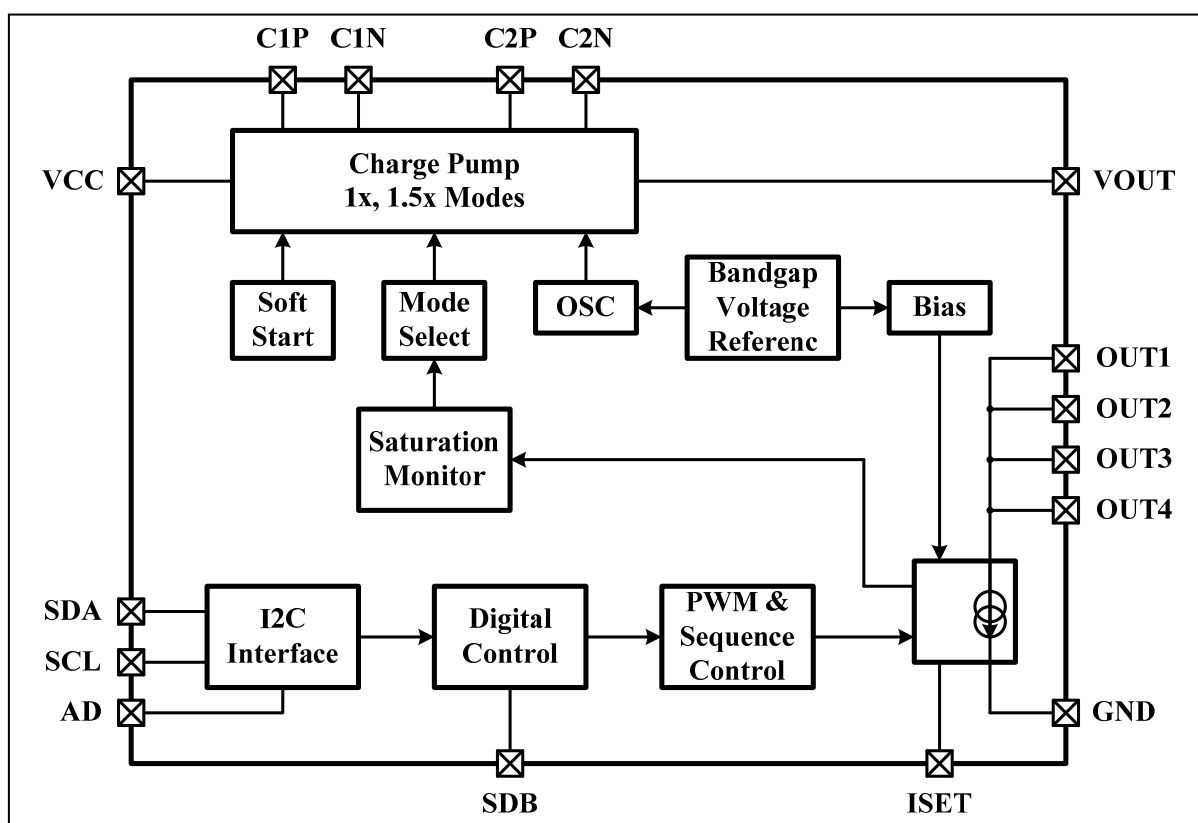 C1P C1N C2P C2N
VCC
Charge Pump
1x, 1.5x Modes
VOUT
Soft
Start
Mode
Select
OSC
Bandgap
Voltage
Referenc
Bias
OUT1
OUT2
OUT3
OUT4
Saturation
Monitor
SDA
SCL
AD
I2C
Interface
Digital
Control
PWM &
Sequence
Control
GND
SDB
ISET